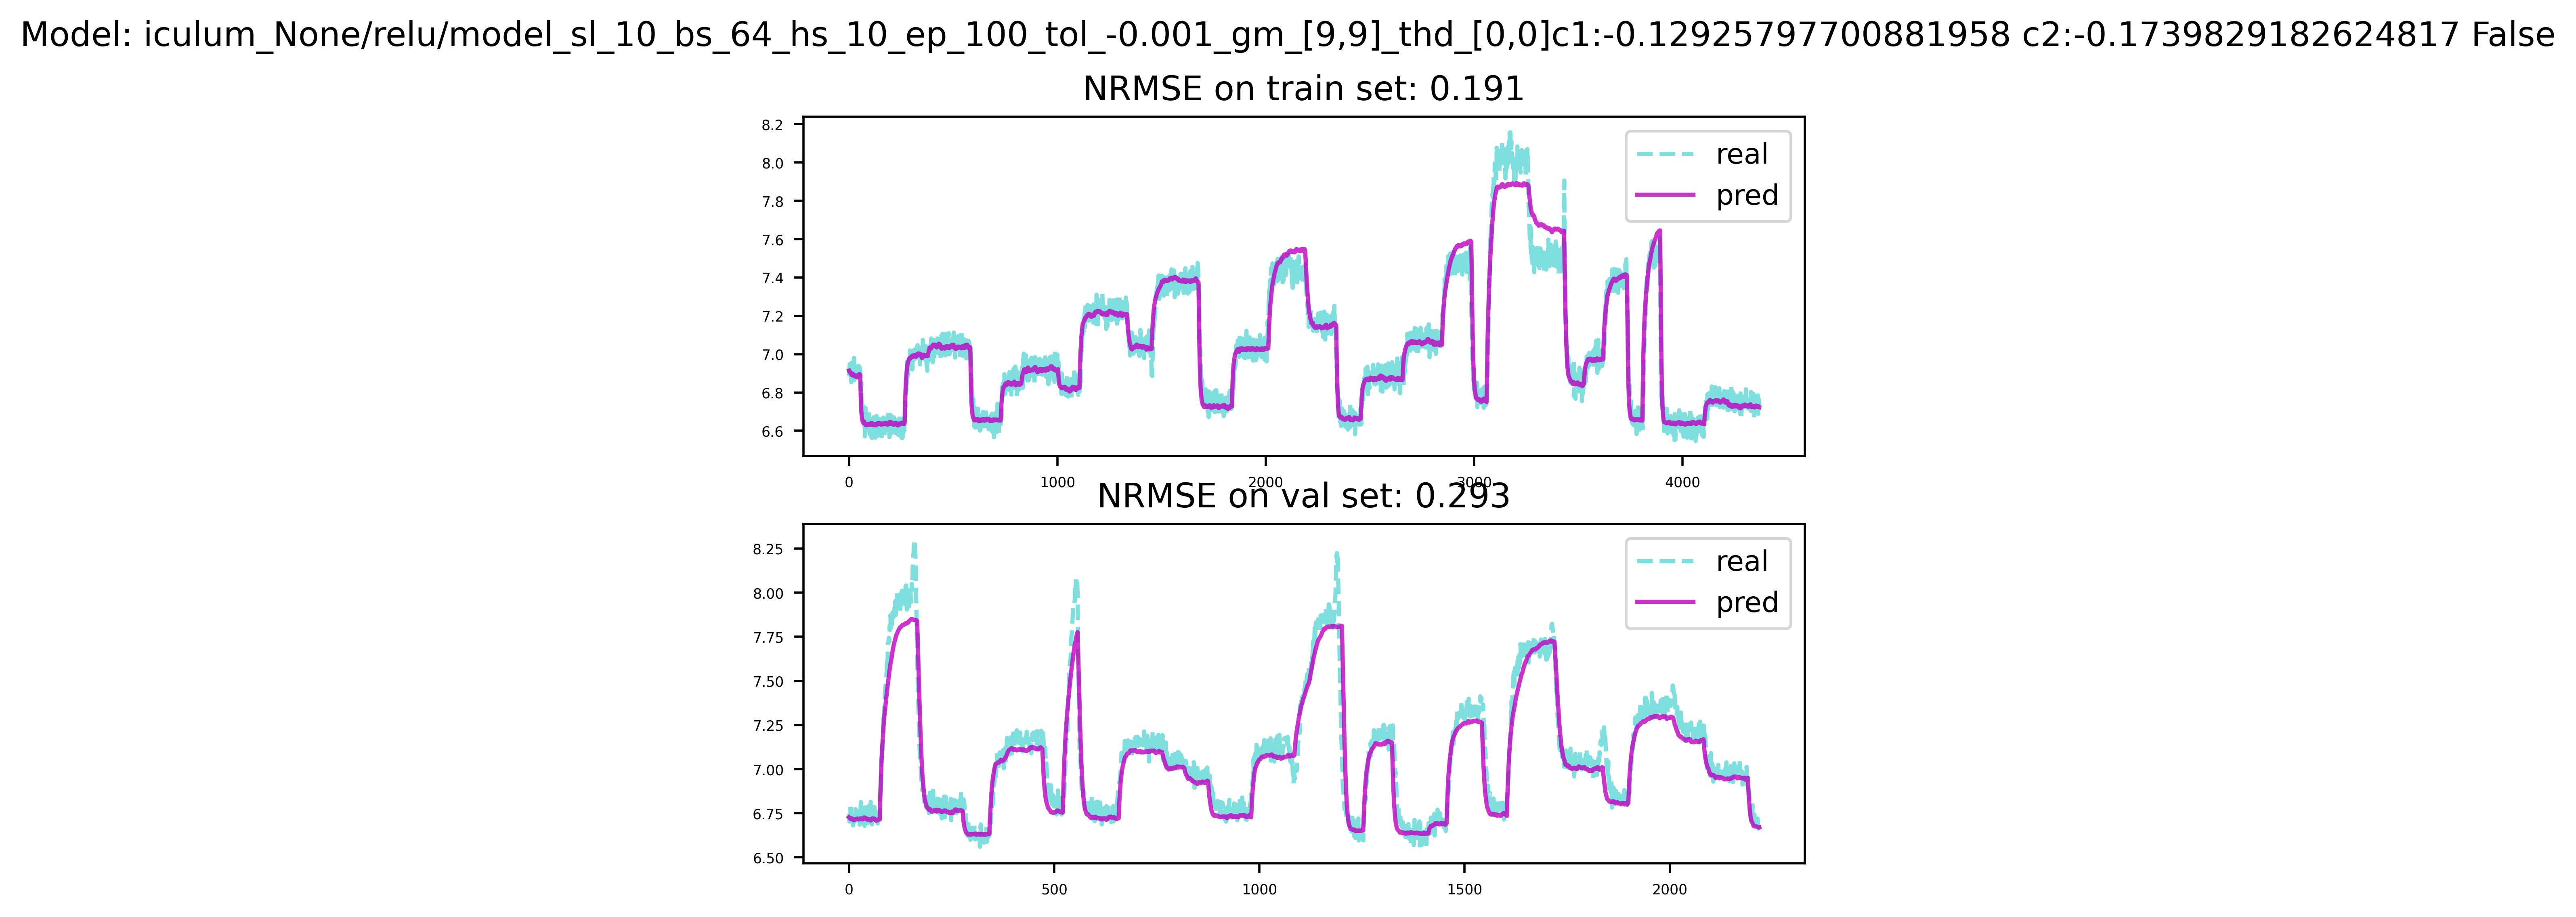 Model: iculum_None/relu/model_sl_10_bs_64_hs_10_ep_100_tol_-0.001_gm_[9,9]_thd_[0,0]c1:-0.12925797700881958 c2:-0.1739829182624817 False
NRMSE on train set: 0.191
8.2
8.0
7.8
7.6
7.4
7.2
7.0
6.8
6.6
real
pred
0 1000 2000 3000 4000
NRMSE on val set: 0.293
8.25
8.00
7.75
7.50
7.25
7.00
6.75
6.50
real
pred
0 500 1000 1500 2000